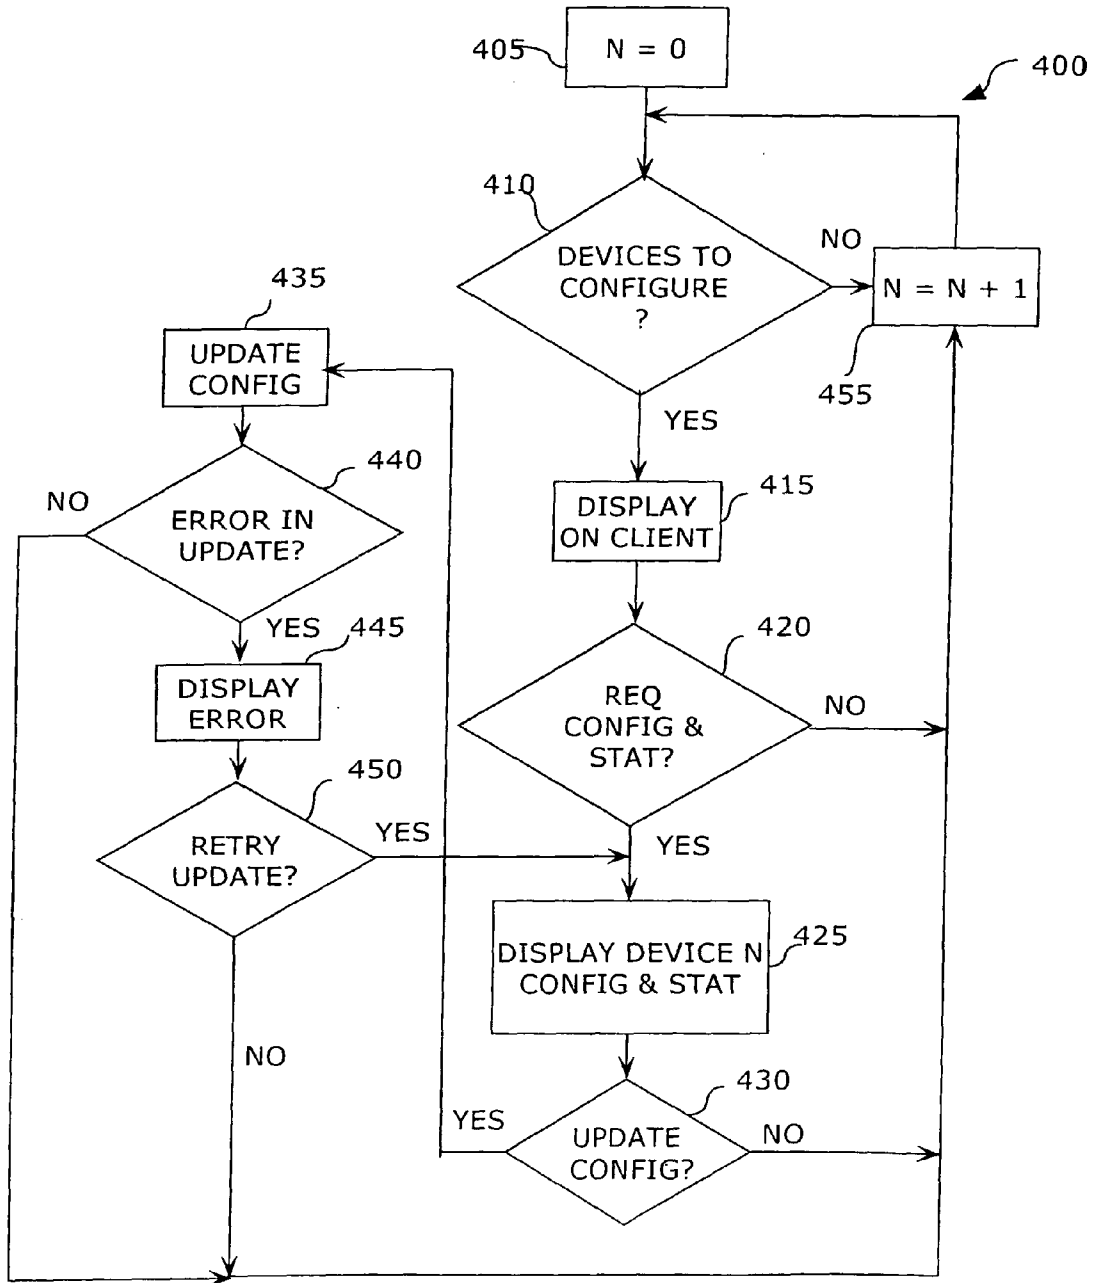 405
N = 0
400
410
DEVICES TO
CONFIGURE
?
NO
N = N + 1
455
YES
435
UPDATE
CONFIG
440
NO
ERROR IN
UPDATE?
YES
445
DISPLAY
ERROR
450
RETRY
UPDATE?
YES
NO
415
DISPLAY
ON CLIENT
420
REQ
CONFIG &
STAT?
NO
YES
425
DISPLAY DEVICE N
CONFIG & STAT
430
YES
UPDATE
CONFIG?
NO